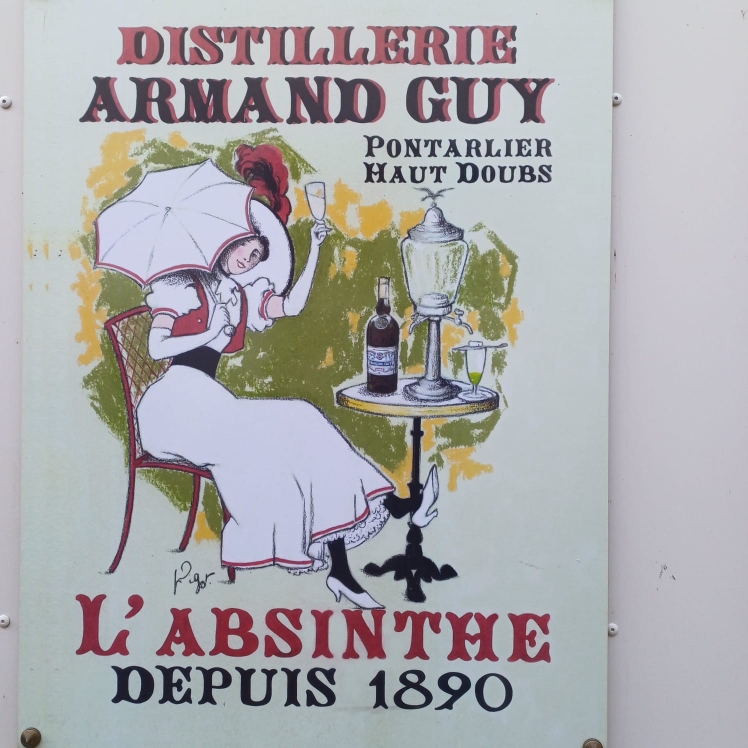 DISTILLERIE
ARMAND GUY
PONTARLIER
HAUT DOUBS
L'ABSINTHE
DEPUIS 1890